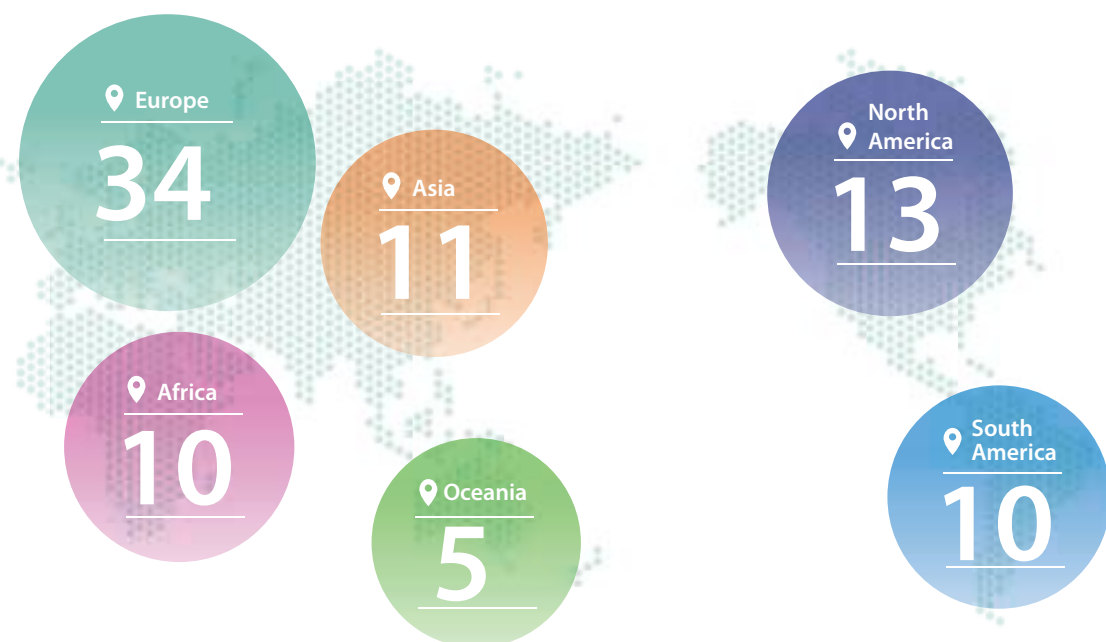 Europe
34
Asia
11
North
America
13
Africa
10
Oceania
5
South
America
10